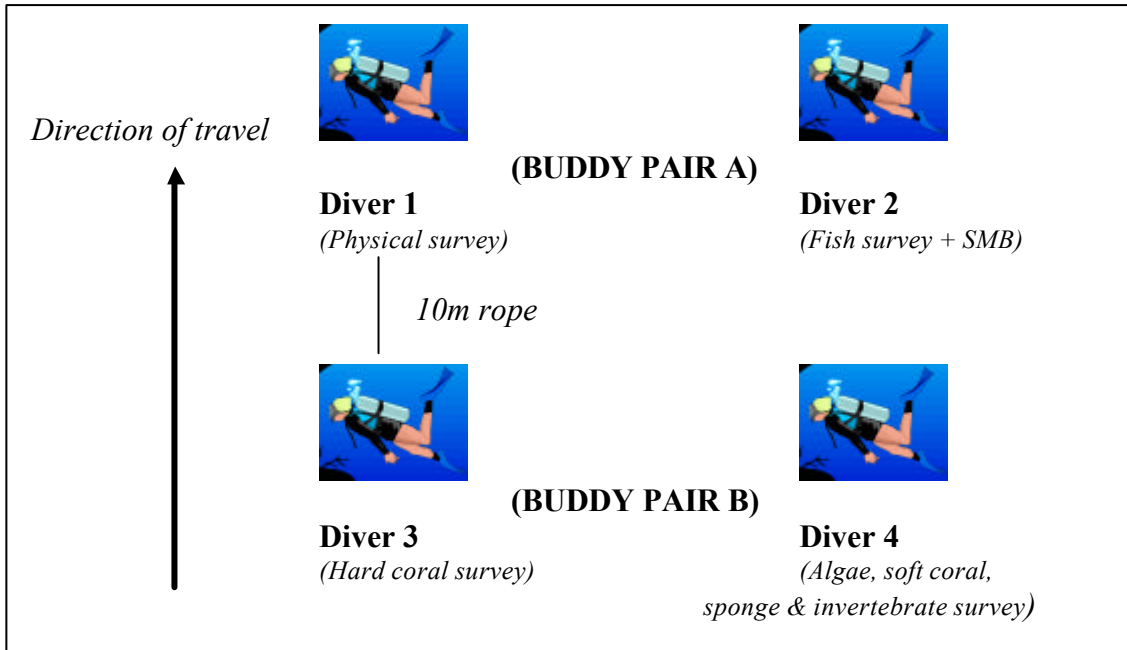 Direction of travel
(BUDDY PAIR A)
Diver 1
(Physical survey)
Diver 2
(Fish survey + SMB)
10m rope
(BUDDY PAIR B)
Diver 3
(Hard coral survey)
Diver 4
(Algae, soft coral,
sponge & invertebrate survey)